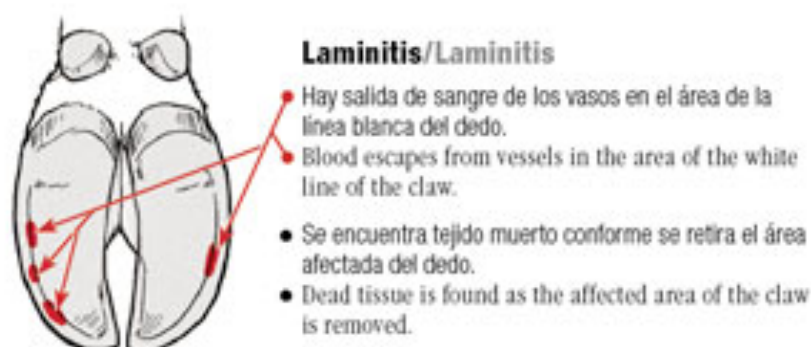 Laminitis/Laminitis
Hay salida de sangre de los vasos en el área de la
línea blanca del dedo.
Blood escapes from vessels in the area of the white
line of the claw.
Se encuentra tejido muerto conforme se retira el área
afectada del dedo.
Dead tissue is found as the affected area of the claw
is removed.